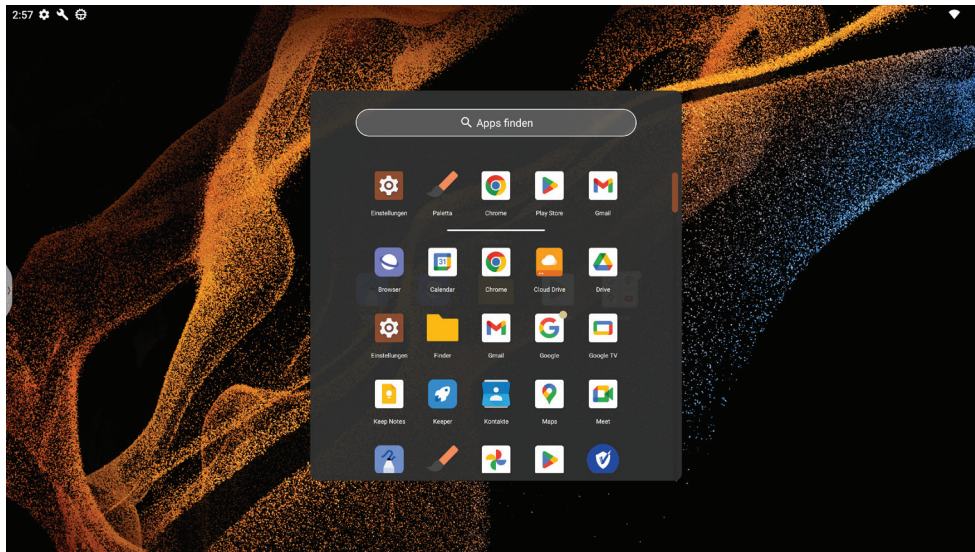 2:57
Apps finden
Einstellungen Paletta Chrome Play Store Gmail
31
Browser Calendar Chrome Cloud Drive Drive
Einstellungen Finder Gmail Google Google TV
Keep Notes Keeper Kontakte Maps Meet